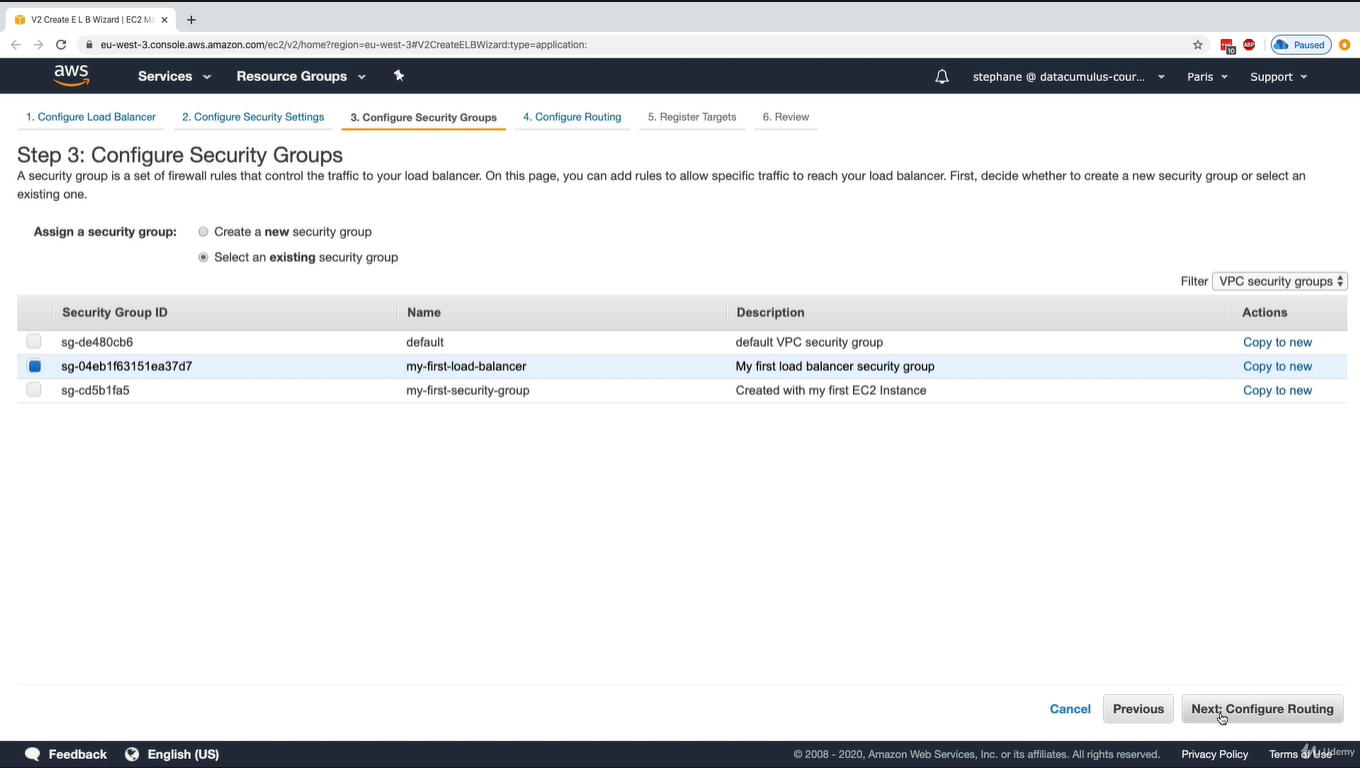 V2 Create E L B Wizard | EC2 Ma
eu-west-3.console.aws.amazon.com/ec2/v2/home?region=eu-west-3#V2CreateELBWizard:type=application:
10
ABP
Paused
aws
Services
Resource Groups
stephane @ datacumulus-cour...
Paris
Support
1. Configure Load Balancer
2. Configure Security Settings
3. Configure Security Groups
4. Configure Routing
5. Register Targets
6. Review
Step 3: Configure Security Groups
A security group is a set of firewall rules that control the traffic to your load balancer. On this page, you can add rules to allow specific traffic to reach your load balancer. First, decide whether to create a new security group or select an
existing one.
Assign a security group:
Create a new security group
Select an existing security group
Filter VPC security groups
Security Group ID Name Description Actions
sg-de480cb6 default default VPC security group Copy to new
sg-04eb1f63151ea37d7 my-first-load-balancer My first load balancer security group Copy to new
sg-cd5b1fa5 my-first-security-group Created with my first EC2 Instance Copy to new
Cancel
Previous
Next: Configure Routing
Feedback
English (US)
© 2008 - 2020, Amazon Web Services, Inc. or its affiliates. All rights reserved.
Privacy Policy
Terms of Use
Udemy